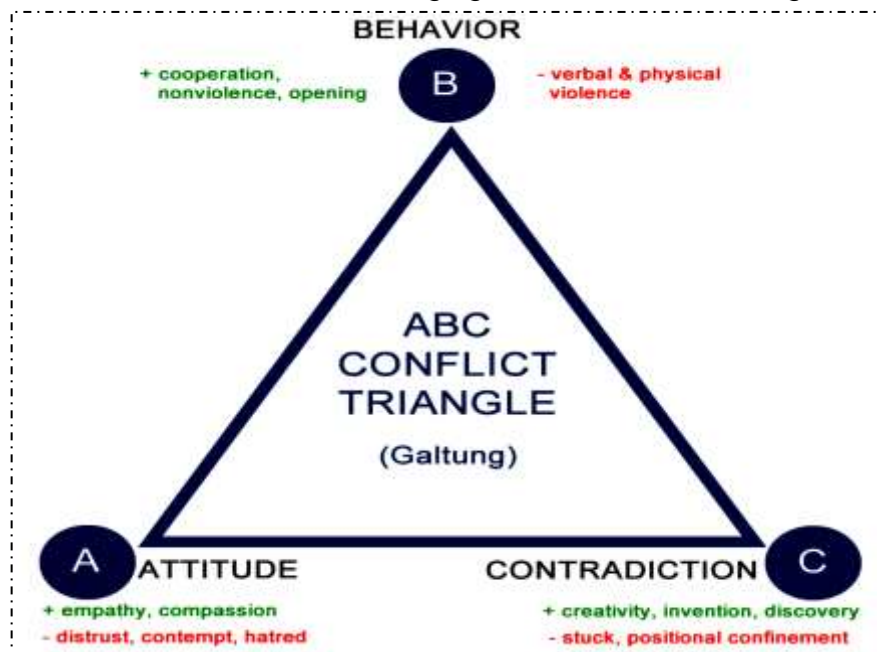 BEHAVIOR
+ cooperation,
nonviolence, opening
B
- verbal & physical
violence
ABC
CONFLICT
TRIANGLE
(Galtung)
A
ATTITUDE
+ empathy, compassion
- distrust, contempt, hatred
CONTRADICTION
C
+ creativity, invention, discovery
- stuck, positional confinement